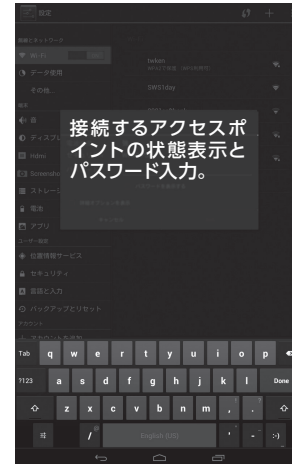 設定
無線とネットワーク
Wi-Fi
データ使用
その他...
heiken
SWS1day
音
ディスプレ
Hdmi
Screensho
ストレージ
電池
アプリ
接続するアクセスポ
イントの状態表示と
パスワード入力。
ユーザー設定
位置情報サービス
セキュリティ
言語と入力
バックアップとリセット
アカウント
Tab q w e r t y u i o p
?123 a s d f g h j k l Done
z x c v b n m , .
/ English (US) ' - :-)